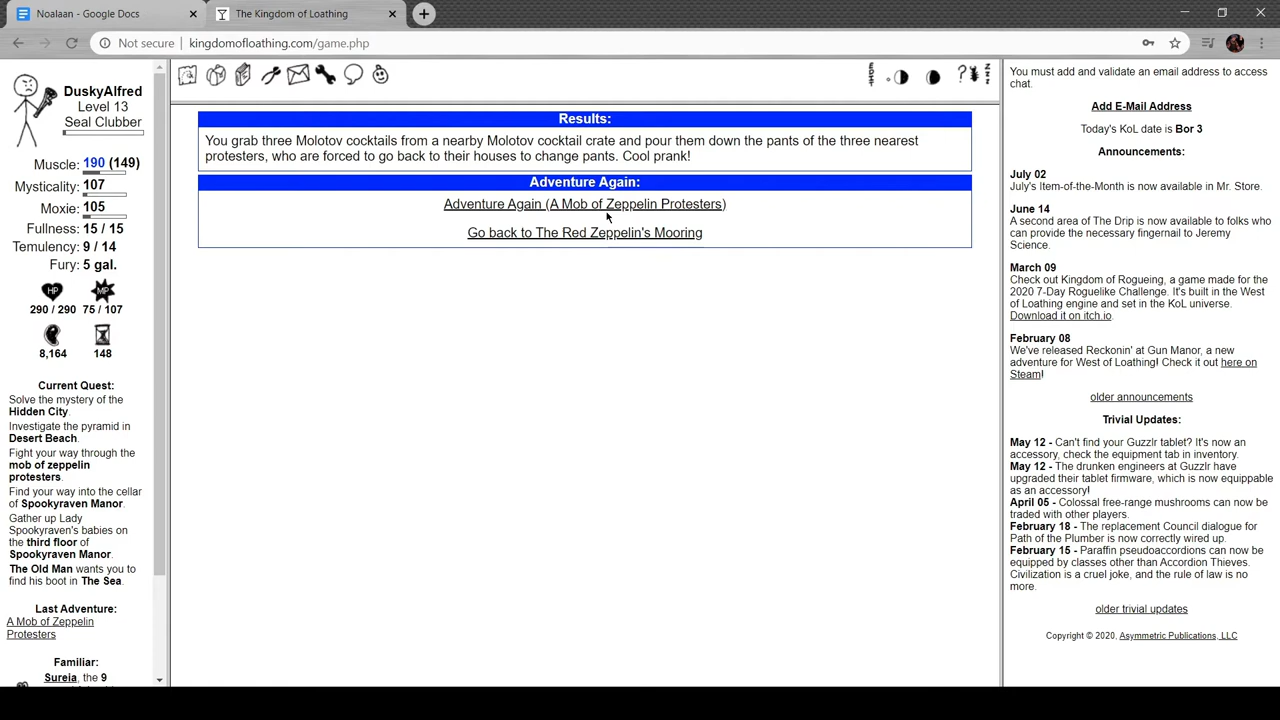 Noalaan - Google Docs
The Kingdom of Loathing
Not secure
kingdomofloathing.com/game.php
DuskyAlfred
Level 13
Seal Clubber
Muscle: 190 (149)
Mysticality: 107
Moxie: 105
Fullness: 15 / 15
Temulency: 9 / 14
Fury: 5 gal.
HP
MP
290 / 290 75 / 107
8,164 148
Current Quest:
Solve the mystery of the
Hidden City.
Investigate the pyramid in
Desert Beach.
Fight your way through the
mob of zeppelin
protesters.
Find your way into the cellar
of Spookyraven Manor.
Gather up Lady
Spookyraven's babies on
the third floor of
Spookyraven Manor.
The Old Man wants you to
find his boot in The Sea.
Last Adventure:
A Mob of Zeppelin
Protesters
Familiar:
Sureia, the 9
Results:
You grab three Molotov cocktails from a nearby Molotov cocktail crate and pour them down the pants of the three nearest
protesters, who are forced to go back to their houses to change pants. Cool prank!
Adventure Again:
Adventure Again (A Mob of Zeppelin Protesters)
Go back to The Red Zeppelin's Mooring
You must add and validate an email address to access
chat.
Add E-Mail Address
Today's KoL date is Bor 3
Announcements:
July 02
July's Item-of-the-Month is now available in Mr. Store.
June 14
A second area of The Drip is now available to folks who
can provide the necessary fingernail to Jeremy
Science.
March 09
Check out Kingdom of Rogueing, a game made for the
2020 7-Day Roguelike Challenge. It's built in the West
of Loathing engine and set in the KoL universe.
Download it on itch.io.
February 08
We've released Reckonin' at Gun Manor, a new
adventure for West of Loathing! Check it out here on
Steam!
older announcements
Trivial Updates:
May 12 - Can't find your Guzzlr tablet? It's now an
accessory, check the equipment tab in inventory.
May 12 - The drunken engineers at Guzzlr have
upgraded their tablet firmware, which is now equippable
as an accessory!
April 05 - Colossal free-range mushrooms can now be
traded with other players.
February 18 - The replacement Council dialogue for
Path of the Plumber is now correctly wired up.
February 15 - Paraffin pseudoaccordions can now be
equipped by classes other than Accordion Thieves.
Civilization is a cruel joke, and the rule of law is no
more.
older trivial updates
Copyright © 2020, Asymmetric Publications, LLC